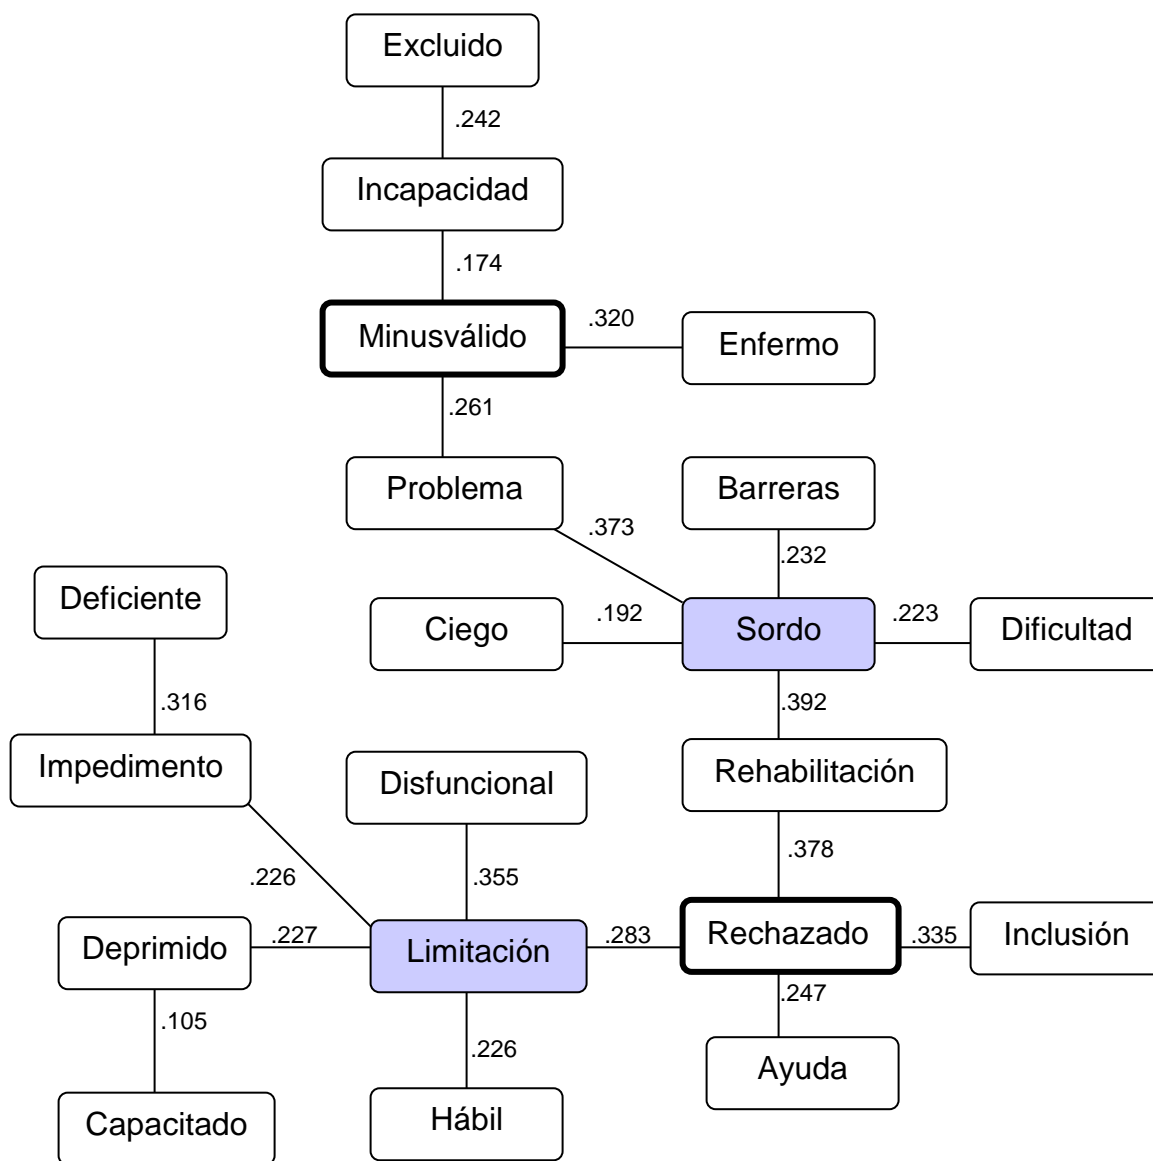 Excluido
.242
Incapacidad
.174
Minusválido
.320
Enfermo
.261
Problema
Barreras
.373
.232
Deficiente
Ciego
.192
Sordo
.223
Dificultad
.316
.392
Impedimento
Disfuncional
Rehabilitación
.226
.355
.378
Deprimido
.227
Limitación
.283
Rechazado
.335
Inclusión
.247
.105
.226
Ayuda
Capacitado
Hábil